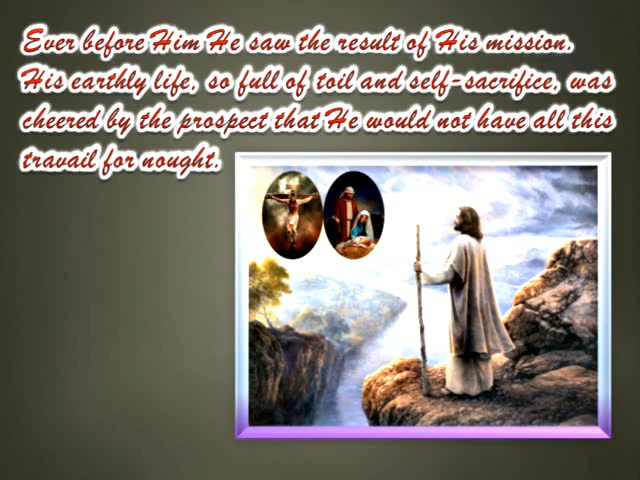 Ever before Him He saw the result of His mission.
His earthly life, so full of toil and self-sacrifice, was
cheered by the prospect that He would not have all this
travail for nought.